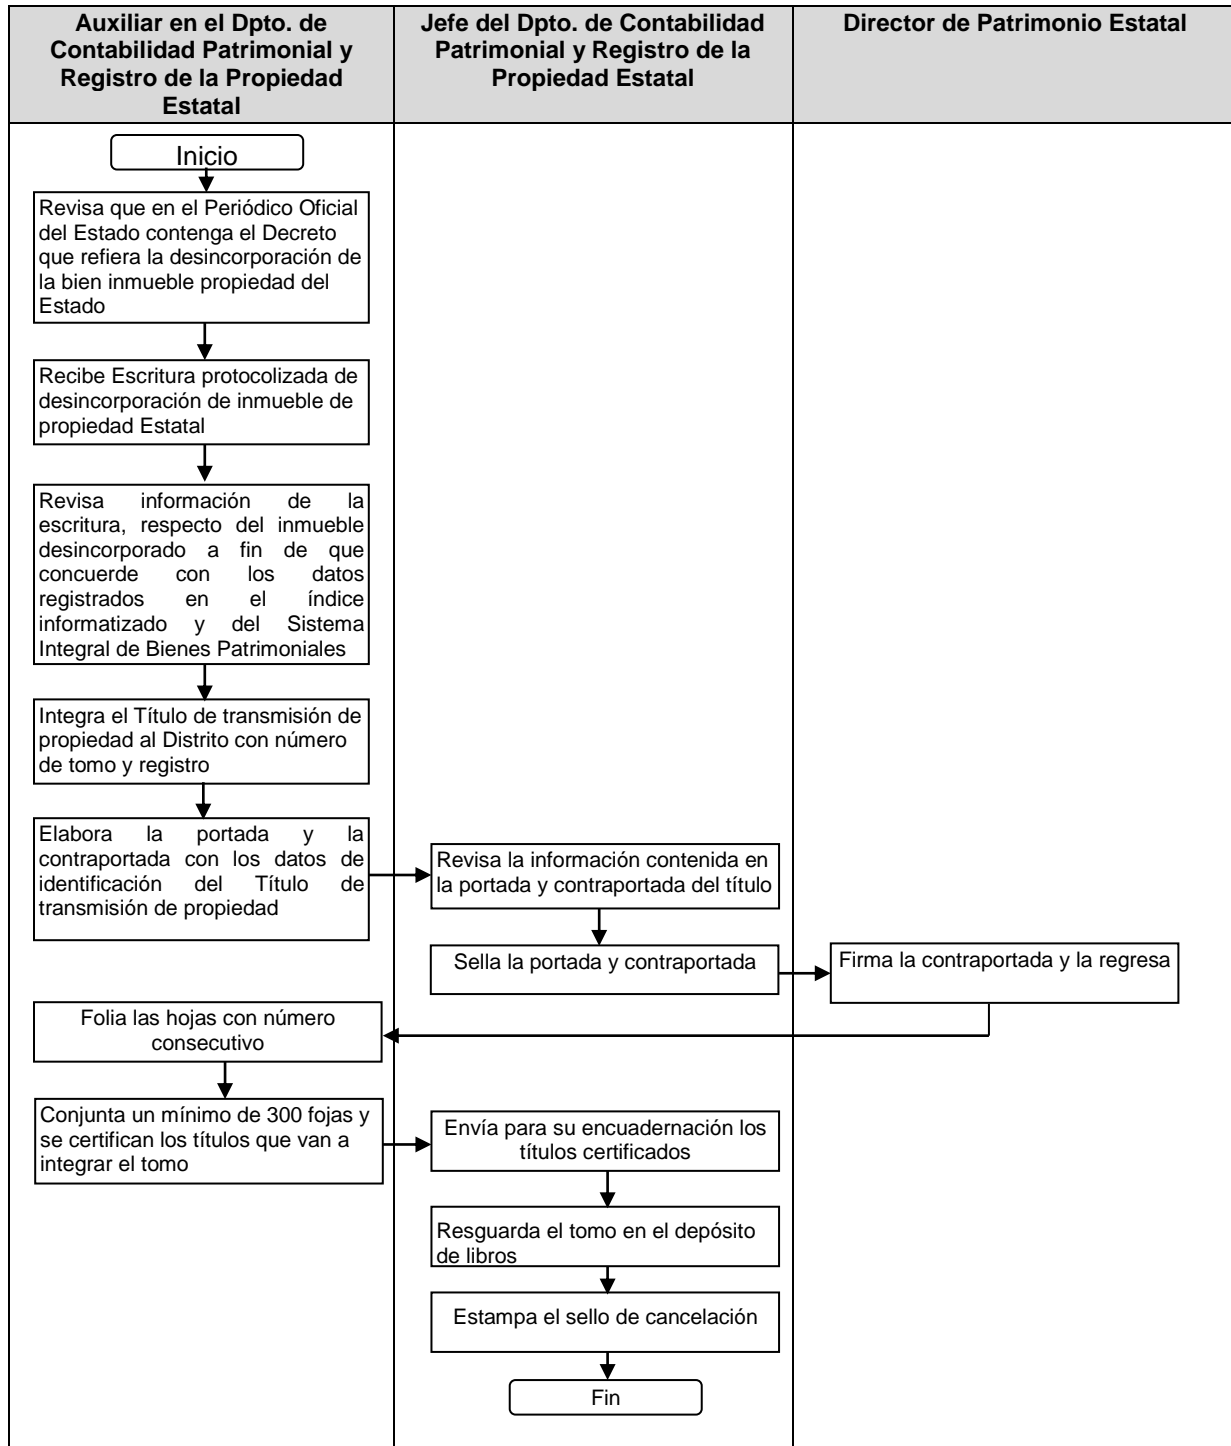 Auxiliar en el Dpto. de
Contabilidad Patrimonial y
Registro de la Propiedad
Estatal
Jefe del Dpto. de Contabilidad
Patrimonial y Registro de la
Propiedad Estatal
Director de Patrimonio Estatal
Inicio
Revisa que en el Periódico Oficial
del Estado contenga el Decreto
que refiera la desincorporación de
la bien inmueble propiedad del
Estado
Recibe Escritura protocolizada de
desincorporación de inmueble de
propiedad Estatal
Revisa información de la
escritura, respecto del inmueble
desincorporado a fin de que
concuerde con los datos
registrados en el índice
informatizado y del Sistema
Integral de Bienes Patrimoniales
Integra el Título de transmisión de
propiedad al Distrito con número
de tomo y registro
Elabora la portada y la
contraportada con los datos de
identificación del Título de
transmisión de propiedad
Revisa la información contenida en
la portada y contraportada del título
Sella la portada y contraportada
Firma la contraportada y la regresa
Folia las hojas con número
consecutivo
Conjunta un mínimo de 300 fojas y
se certifican los títulos que van a
integrar el tomo
Envía para su encuadernación los
títulos certificados
Resguarda el tomo en el depósito
de libros
Estampa el sello de cancelación
Fin